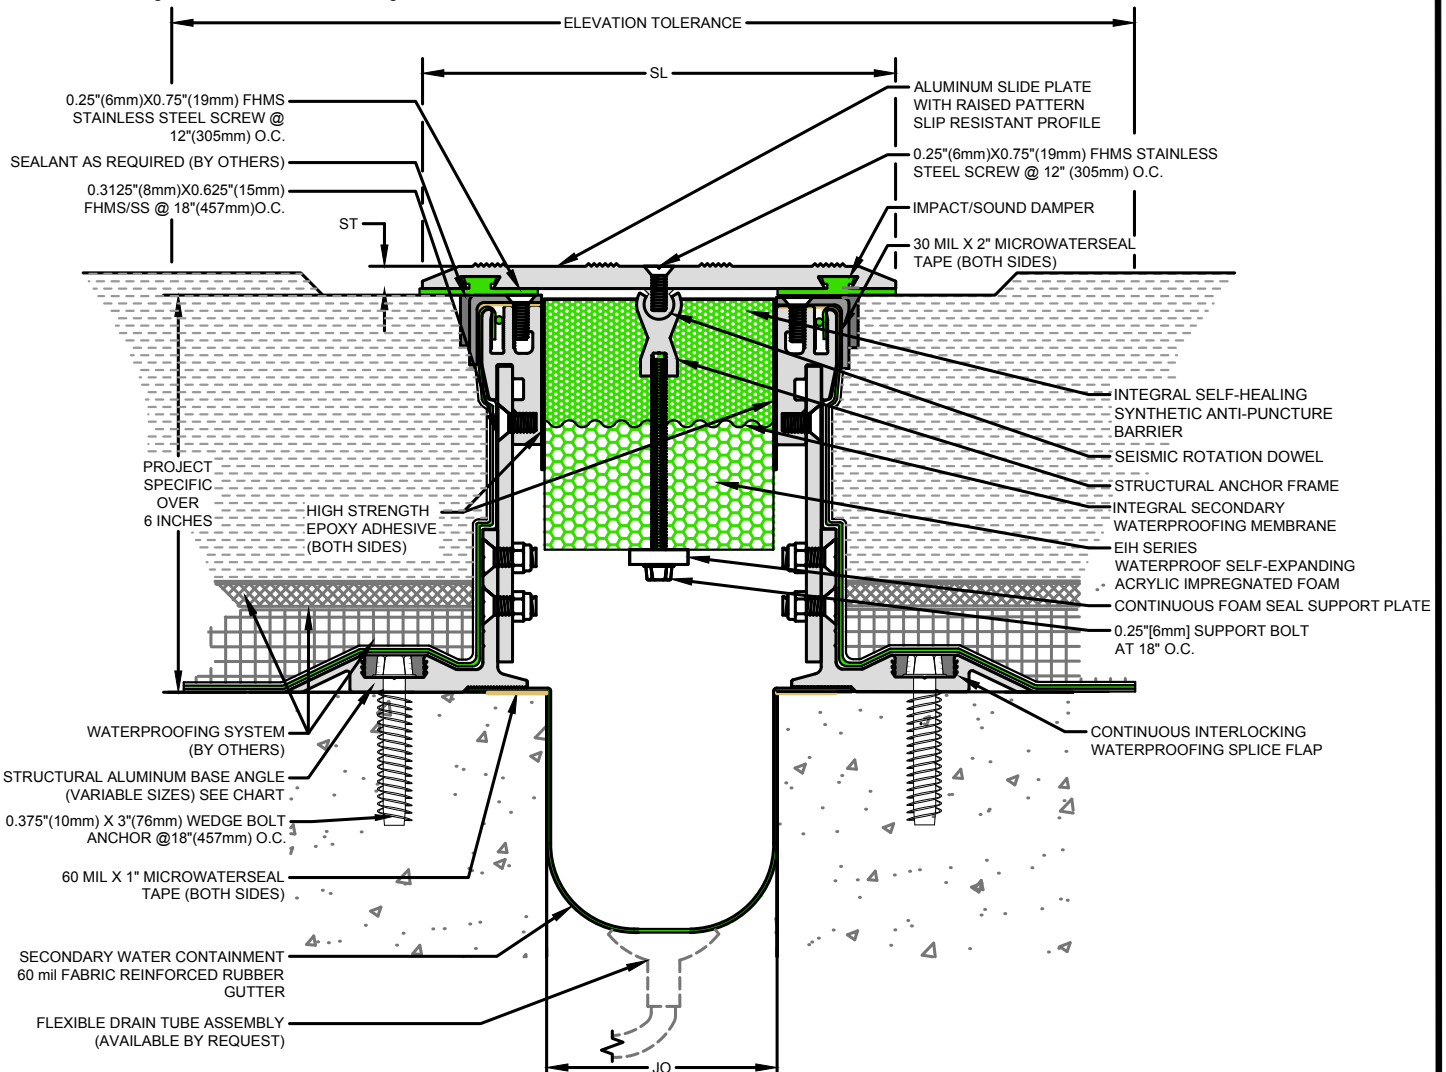 ELEVATION TOLERANCE
SL
0.25"(6mm)X0.75"(19mm) FHMS
STAINLESS STEEL SCREW @
12"(305mm) O.C.
SEALANT AS REQUIRED (BY OTHERS)
0.3125"(8mm)X0.625"(15mm)
FHMS/SS @ 18"(457mm)O.C.
ST
ALUMINUM SLIDE PLATE
WITH RAISED PATTERN
SLIP RESISTANT PROFILE
0.25"(6mm)X0.75"(19mm) FHMS STAINLESS
STEEL SCREW @ 12" (305mm) O.C.
IMPACT/SOUND DAMPER
30 MIL X 2" MICROWATERSEAL
TAPE (BOTH SIDES)
PROJECT
SPECIFIC
OVER
6 INCHES
HIGH STRENGTH
EPOXY ADHESIVE
(BOTH SIDES)
INTEGRAL SELF-HEALING
SYNTHETIC ANTI-PUNCTURE
BARRIER
SEISMIC ROTATION DOWEL
STRUCTURAL ANCHOR FRAME
INTEGRAL SECONDARY
WATERPROOFING MEMBRANE
EIH SERIES
WATERPROOF SELF-EXPANDING
ACRYLIC IMPREGNATED FOAM
CONTINUOUS FOAM SEAL SUPPORT PLATE
0.25"[6mm] SUPPORT BOLT
AT 18" O.C.
CONTINUOUS INTERLOCKING
WATERPROOFING SPLICE FLAP
WATERPROOFING SYSTEM
(BY OTHERS)
STRUCTURAL ALUMINUM BASE ANGLE
(VARIABLE SIZES) SEE CHART
0.375"(10mm) X 3"(76mm) WEDGE BOLT
ANCHOR @18"(457mm) O.C.
60 MIL X 1" MICROWATERSEAL
TAPE (BOTH SIDES)
SECONDARY WATER CONTAINMENT
60 mil FABRIC REINFORCED RUBBER
GUTTER
FLEXIBLE DRAIN TUBE ASSEMBLY
(AVAILABLE BY REQUEST)
JO